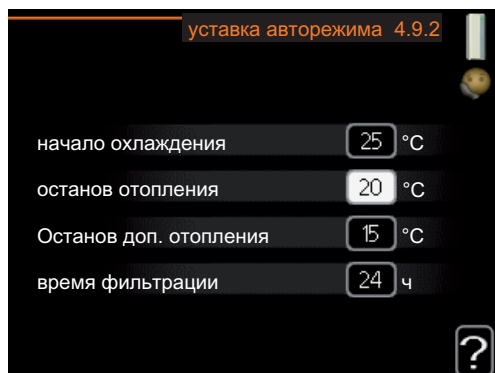 уставка авторежима 4.9.2
начало охлаждения 25 °C
останов отопления 20 °C
Останов доп. отопления 15 °C
время фильтрации 24 ч
?